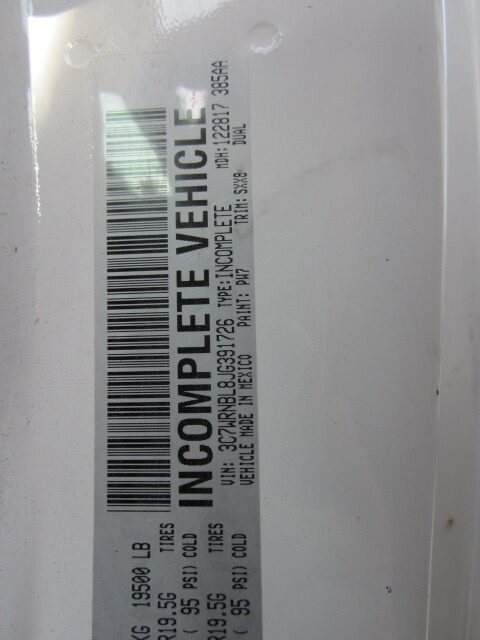 INCOMPLETE VEHICLE
VIN: 3C7WRNBL8JG391726 TYPE: INCOMPLETE MDH: 122817 385AA
VEHICLE MADE IN MEXICO PAINT: PW7 TRIM: SXX8 DUAL
KG 19500 LB
R19.5G TIRES
( 95 PSI) COLD
R19.5G TIRES
( 95 PSI) COLD